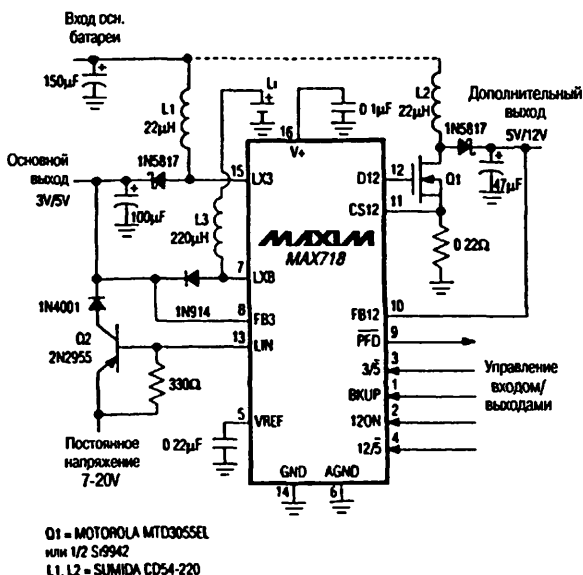 Вход осн.
батареи
150μF
L1
22μH
Li
16
V+
0 1μF
L2
22μH
Дополнительный
выход
5V/12V
1N5817
Основной
выход
3V/5V
1N5817
100μF
15
LX3
L3
220μH
D12
12
Q1
11
CS12
47μF
MAXIM
MAX718
0 22Ω
7
LXB
1N4001
1N914
8
FB3
FB12
10
Q2
2N2955
13
LIN
PFD
9
3/5
3
Управление
входом/
выходами
BKUP
1
330Ω
12ON
2
5
VREF
12/5
4
0 22μF
Постоянное
напряжение
7-20V
GND
AGND
14
6
Q1 = MOTOROLA MTD3055EL
или 1/2 Si9942
L1, L2 = SUMIDA CD54-220